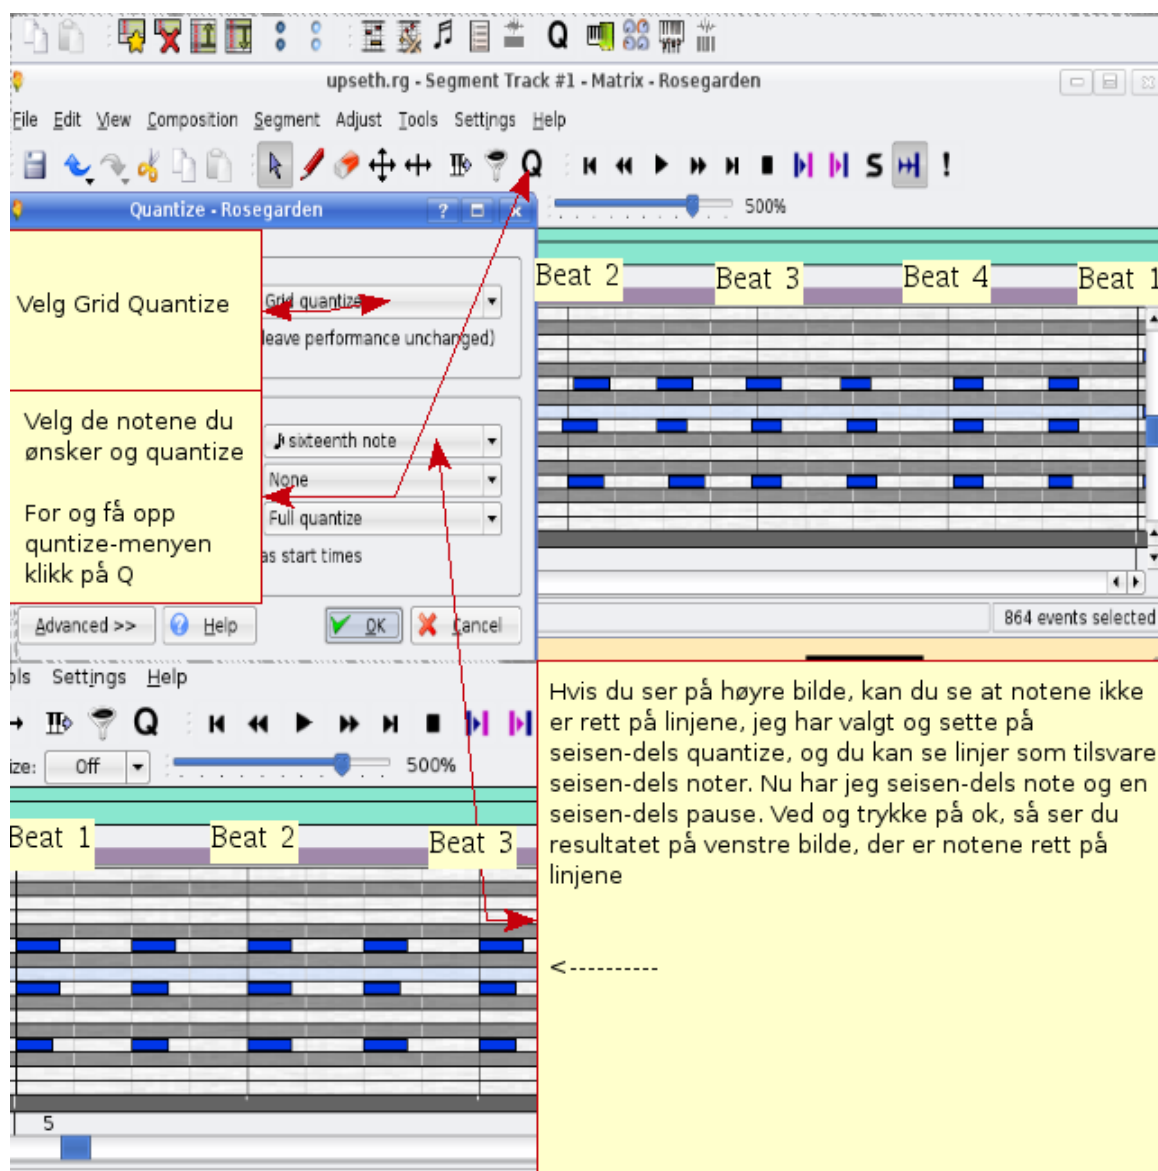 Q
upseth.rg - Segment Track #1 - Matrix - Rosegarden
File Edit View Composition Segment Adjust Tools Settings Help
Q S !
Quantize - Rosegarden ? x
500%
Beat 2 Beat 3 Beat 4 Beat 1
Velg Grid Quantize
Grid quantize
leave performance unchanged)
Velg de notene du
ønsker og quantize
For og få opp
quntize-menyen
klikk på Q
sixteenth note
None
Full quantize
as start times
Advanced >> Help OK Cancel
864 events selected
ols Settings Help
Q
ize: Off 500%
Beat 1 Beat 2 Beat 3
5
Hvis du ser på høyre bilde, kan du se at notene ikke
er rett på linjene, jeg har valgt og sette på
seisen-dels quantize, og du kan se linjer som tilsvare
seisen-dels noter. Nu har jeg seisen-dels note og en
seisen-dels pause. Ved og trykke på ok, så ser du
resultatet på venstre bilde, der er notene rett på
linjene
<----------